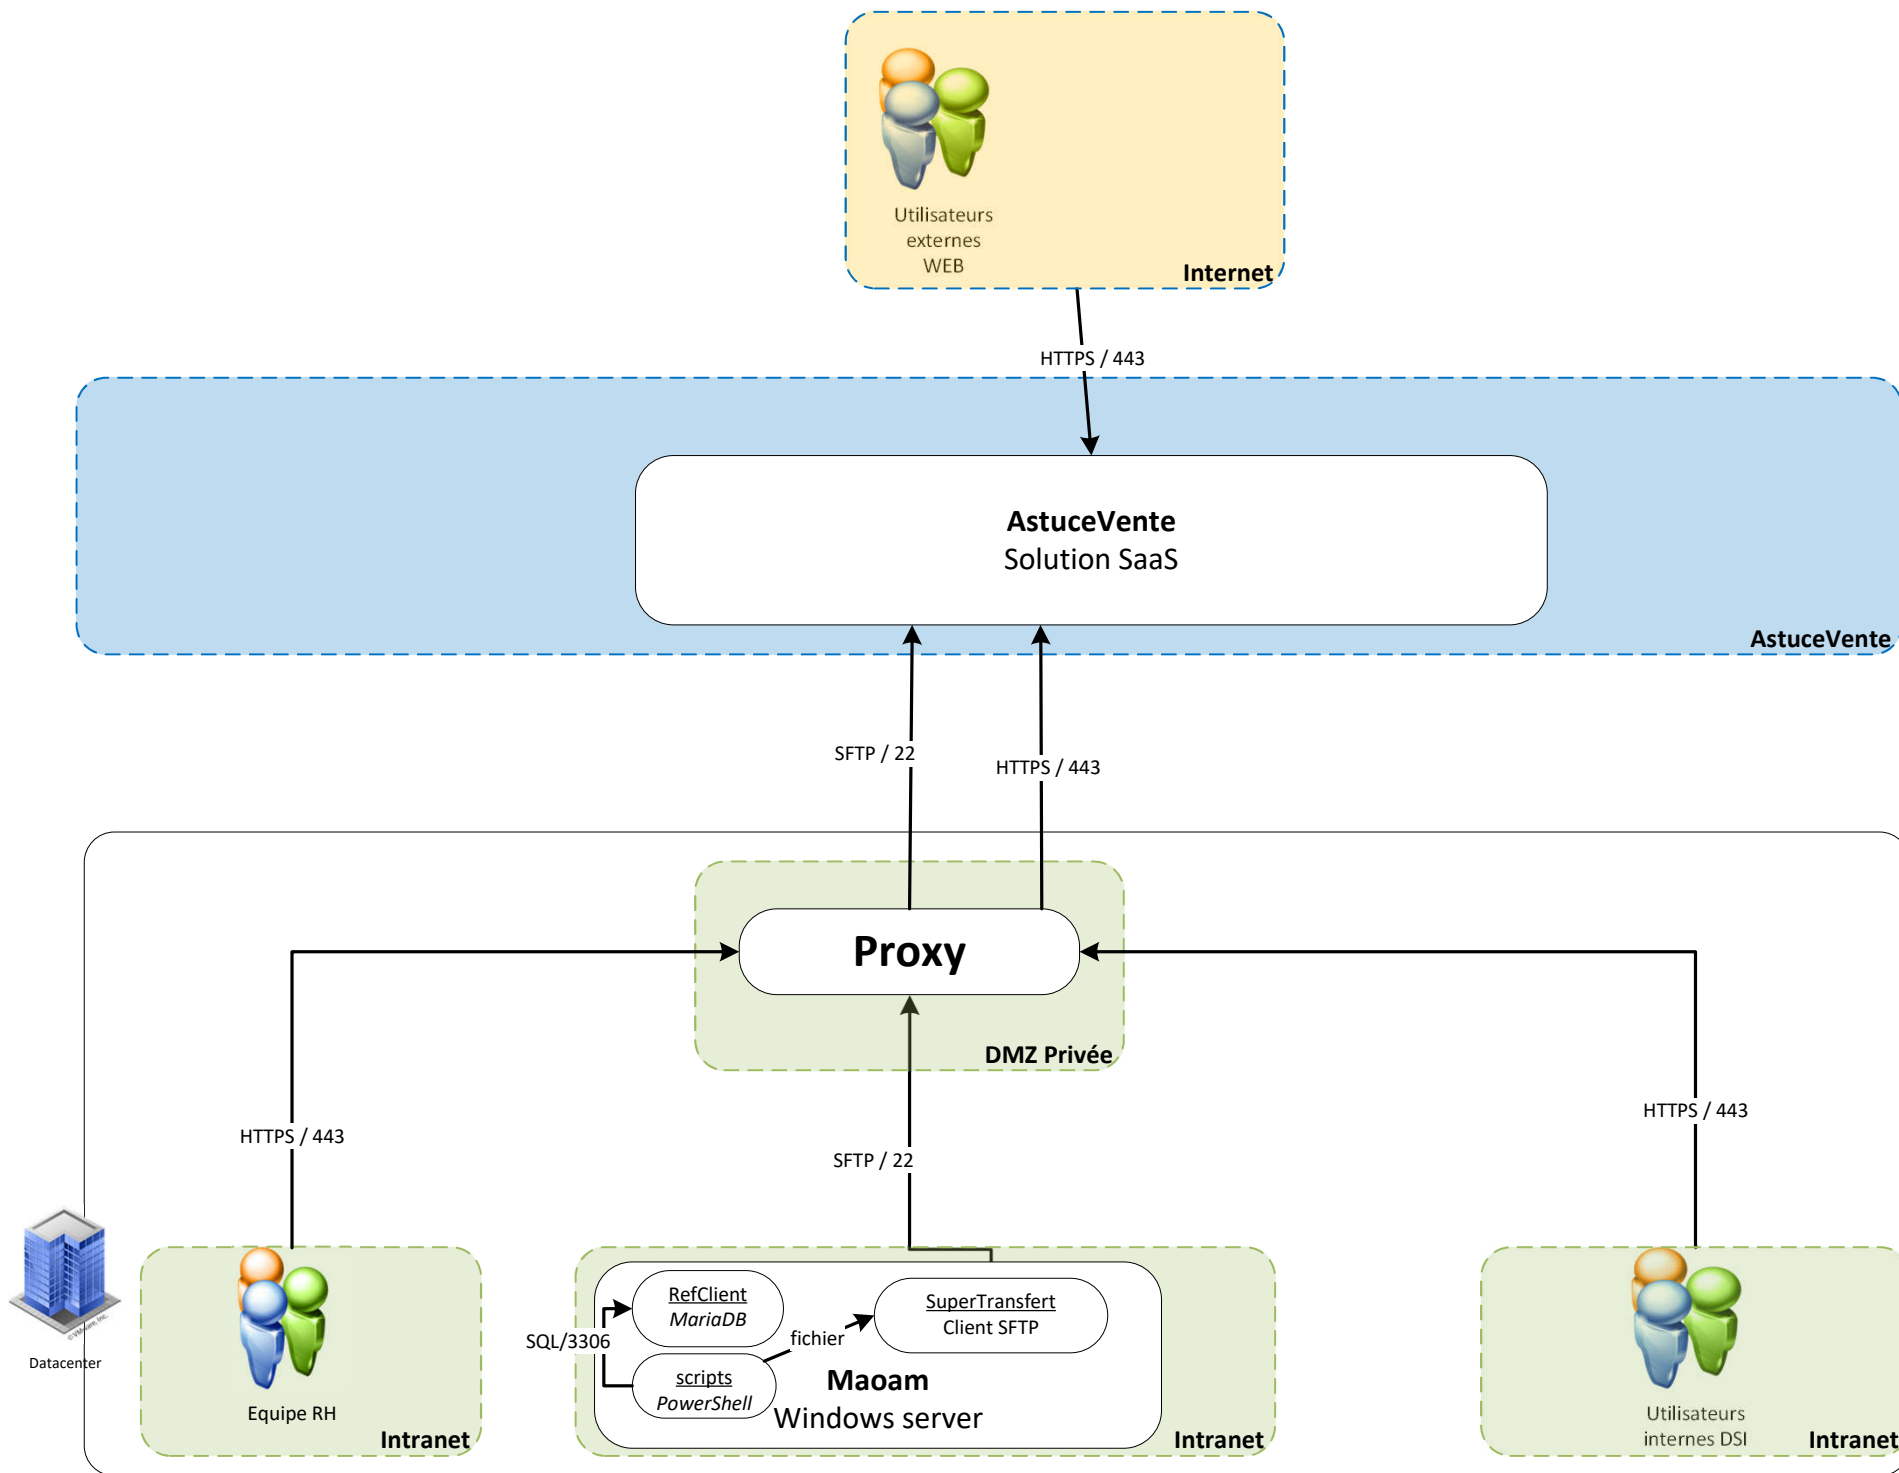 Utilisateurs
externes
WEB
Internet
HTTPS / 443
AstuceVente
Solution SaaS
AstuceVente
SFTP / 22
HTTPS / 443
Proxy
DMZ Privée
HTTPS / 443
SFTP / 22
HTTPS / 443
© VMware, Inc.
Datacenter
Equipe RH
Intranet
RefClient
MariaDB
SQL/3306
fichier
SuperTransfert
Client SFTP
scripts
PowerShell
Maoam
Windows server
Intranet
Utilisateurs
internes DSI
Intranet